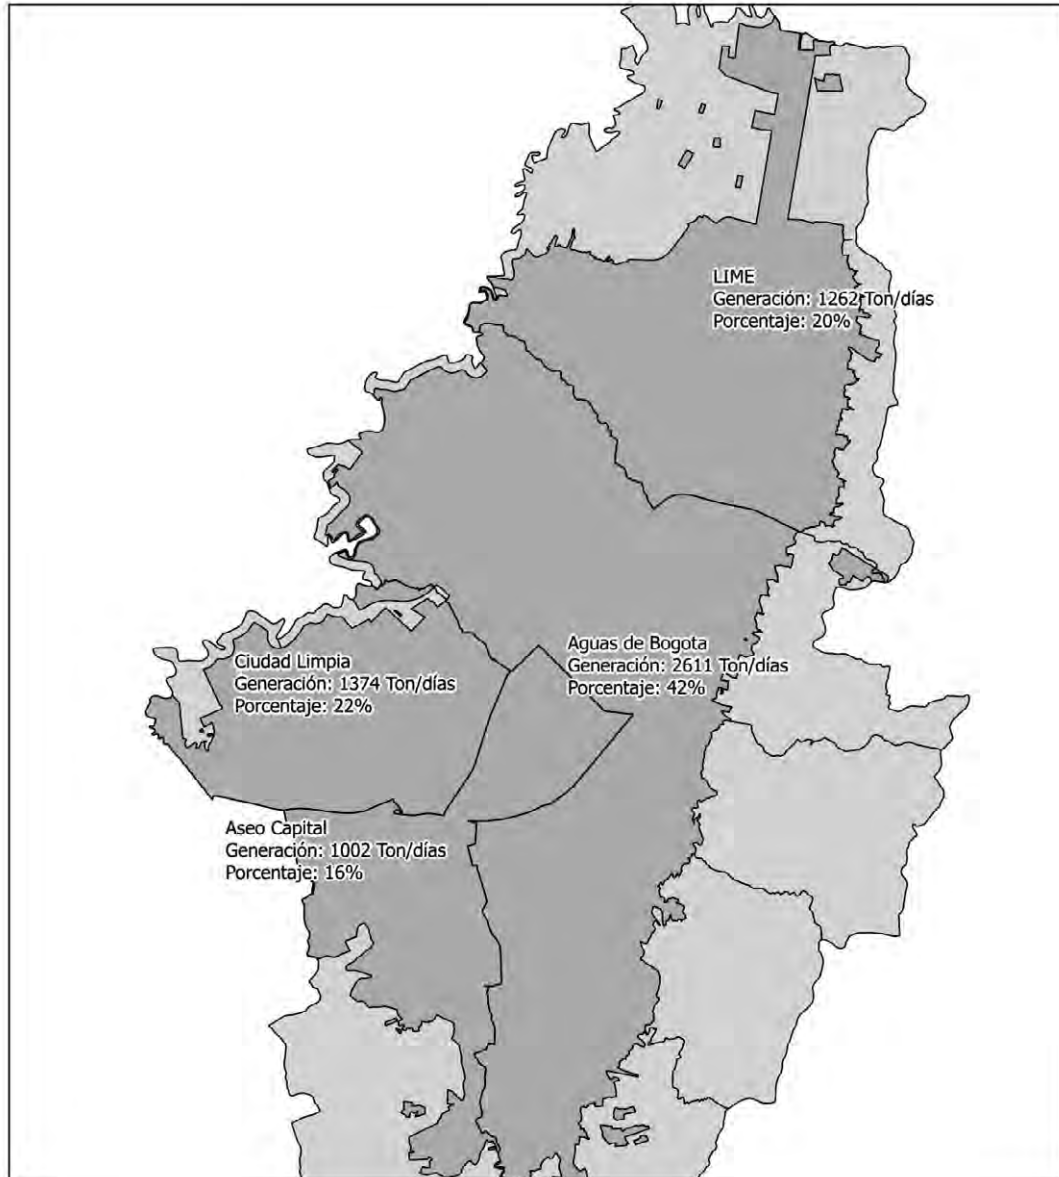 LIME
Generación: 1262 Ton/días
Porcentaje: 20%
Aguas de Bogota
Generación: 2611 Ton/días
Porcentaje: 42%
Ciudad Limpia
Generación: 1374 Ton/días
Porcentaje: 22%
Aseo Capital
Generación: 1002 Ton/días
Porcentaje: 16%